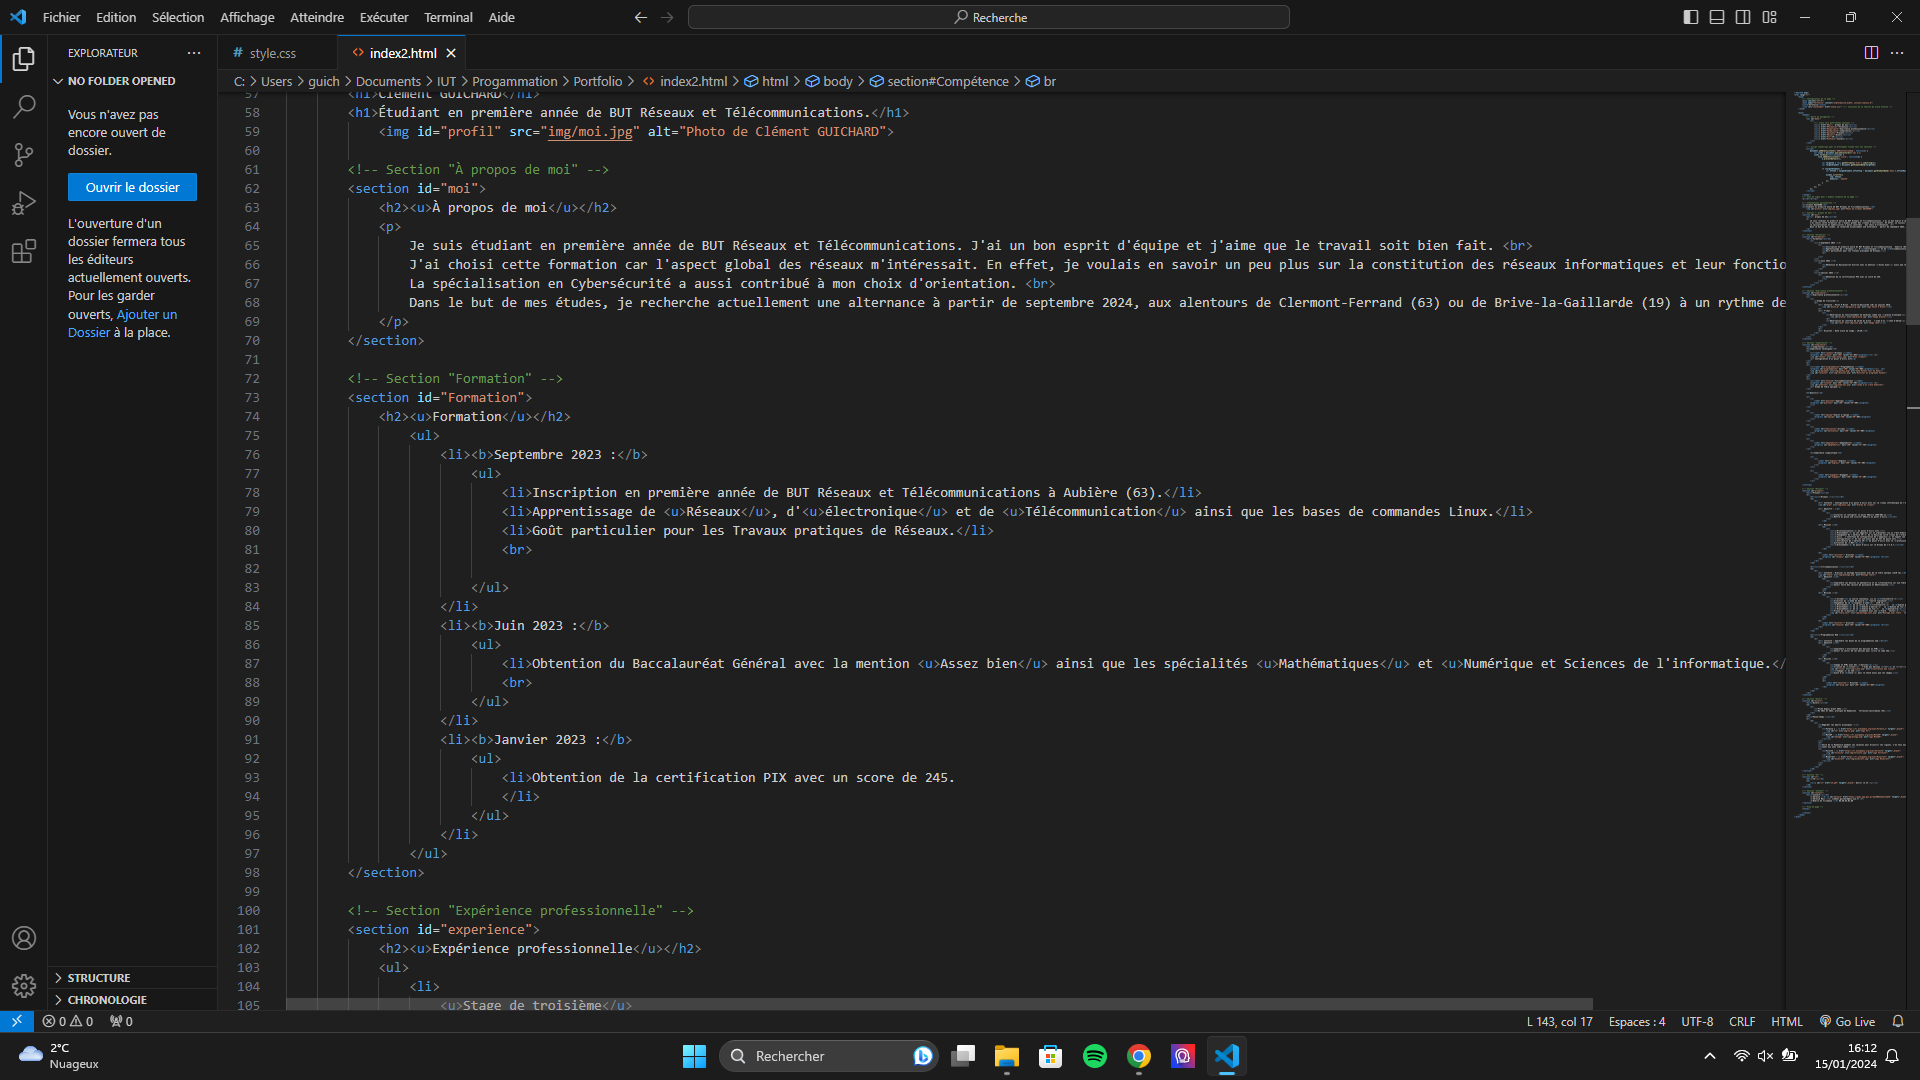 Fichier Edition Sélection Affichage Atteindre Exécuter Terminal Aide
Recherche
EXPLORATEUR
NO FOLDER OPENED
Vous n'avez pas
encore ouvert de
dossier.
Ouvrir le dossier
L'ouverture d'un
dossier fermera tous
les éditeurs
actuellement ouverts.
Pour les garder
ouverts, Ajouter un
Dossier à la place.
STRUCTURE
CHRONOLOGIE
# style.css
<> index2.html
C: > Users > guich > Documents > IUT > Progammation > Portfolio > <> index2.html > html > body > section#Compétence > br
57 <h1>Clément GUICHARD</h1>
58 <h1>Étudiant en première année de BUT Réseaux et Télécommunications.</h1>
59 <img id="profil" src="img/moi.jpg" alt="Photo de Clément GUICHARD">
60
61 <!-- Section "À propos de moi" -->
62 <section id="moi">
63 <h2><u>À propos de moi</u></h2>
64 <p>
65 Je suis étudiant en première année de BUT Réseaux et Télécommunications. J'ai un bon esprit d'équipe et j'aime que le travail soit bien fait. <br>
66 J'ai choisi cette formation car l'aspect global des réseaux m'intéressait. En effet, je voulais en savoir un peu plus sur la constitution des réseaux informatiques et leur fonctio
67 La spécialisation en Cybersécurité a aussi contribué à mon choix d'orientation. <br>
68 Dans le but de mes études, je recherche actuellement une alternance à partir de septembre 2024, aux alentours de Clermont-Ferrand (63) ou de Brive-la-Gaillarde (19) à un rythme de
69 </p>
70 </section>
71
72 <!-- Section "Formation" -->
73 <section id="Formation">
74 <h2><u>Formation</u></h2>
75 <ul>
76 <li><b>Septembre 2023 :</b>
77 <ul>
78 <li>Inscription en première année de BUT Réseaux et Télécommunications à Aubière (63).</li>
79 <li>Apprentissage de <u>Réseaux</u>, d'<u>électronique</u> et de <u>Télécommunication</u> ainsi que les bases de commandes Linux.</li>
80 <li>Goût particulier pour les Travaux pratiques de Réseaux.</li>
81 <br>
82
83 </ul>
84 </li>
85 <li><b>Juin 2023 :</b>
86 <ul>
87 <li>Obtention du Baccalauréat Général avec la mention <u>Assez bien</u> ainsi que les spécialités <u>Mathématiques</u> et <u>Numérique et Sciences de l'informatique.</
88 <br>
89 </ul>
90 </li>
91 <li><b>Janvier 2023 :</b>
92 <ul>
93 <li>Obtention de la certification PIX avec un score de 245.
94 </li>
95 </ul>
96 </li>
97 </ul>
98 </section>
99
100 <!-- Section "Expérience professionnelle" -->
101 <section id="experience">
102 <h2><u>Expérience professionnelle</u></h2>
103 <ul>
104 <li>
105 <u>Stage de troisième</u>
0 0 0
L 143, col 17 Espaces : 4 UTF-8 CRLF HTML Go Live
2°C
Nuageux
Rechercher
16:12
15/01/2024